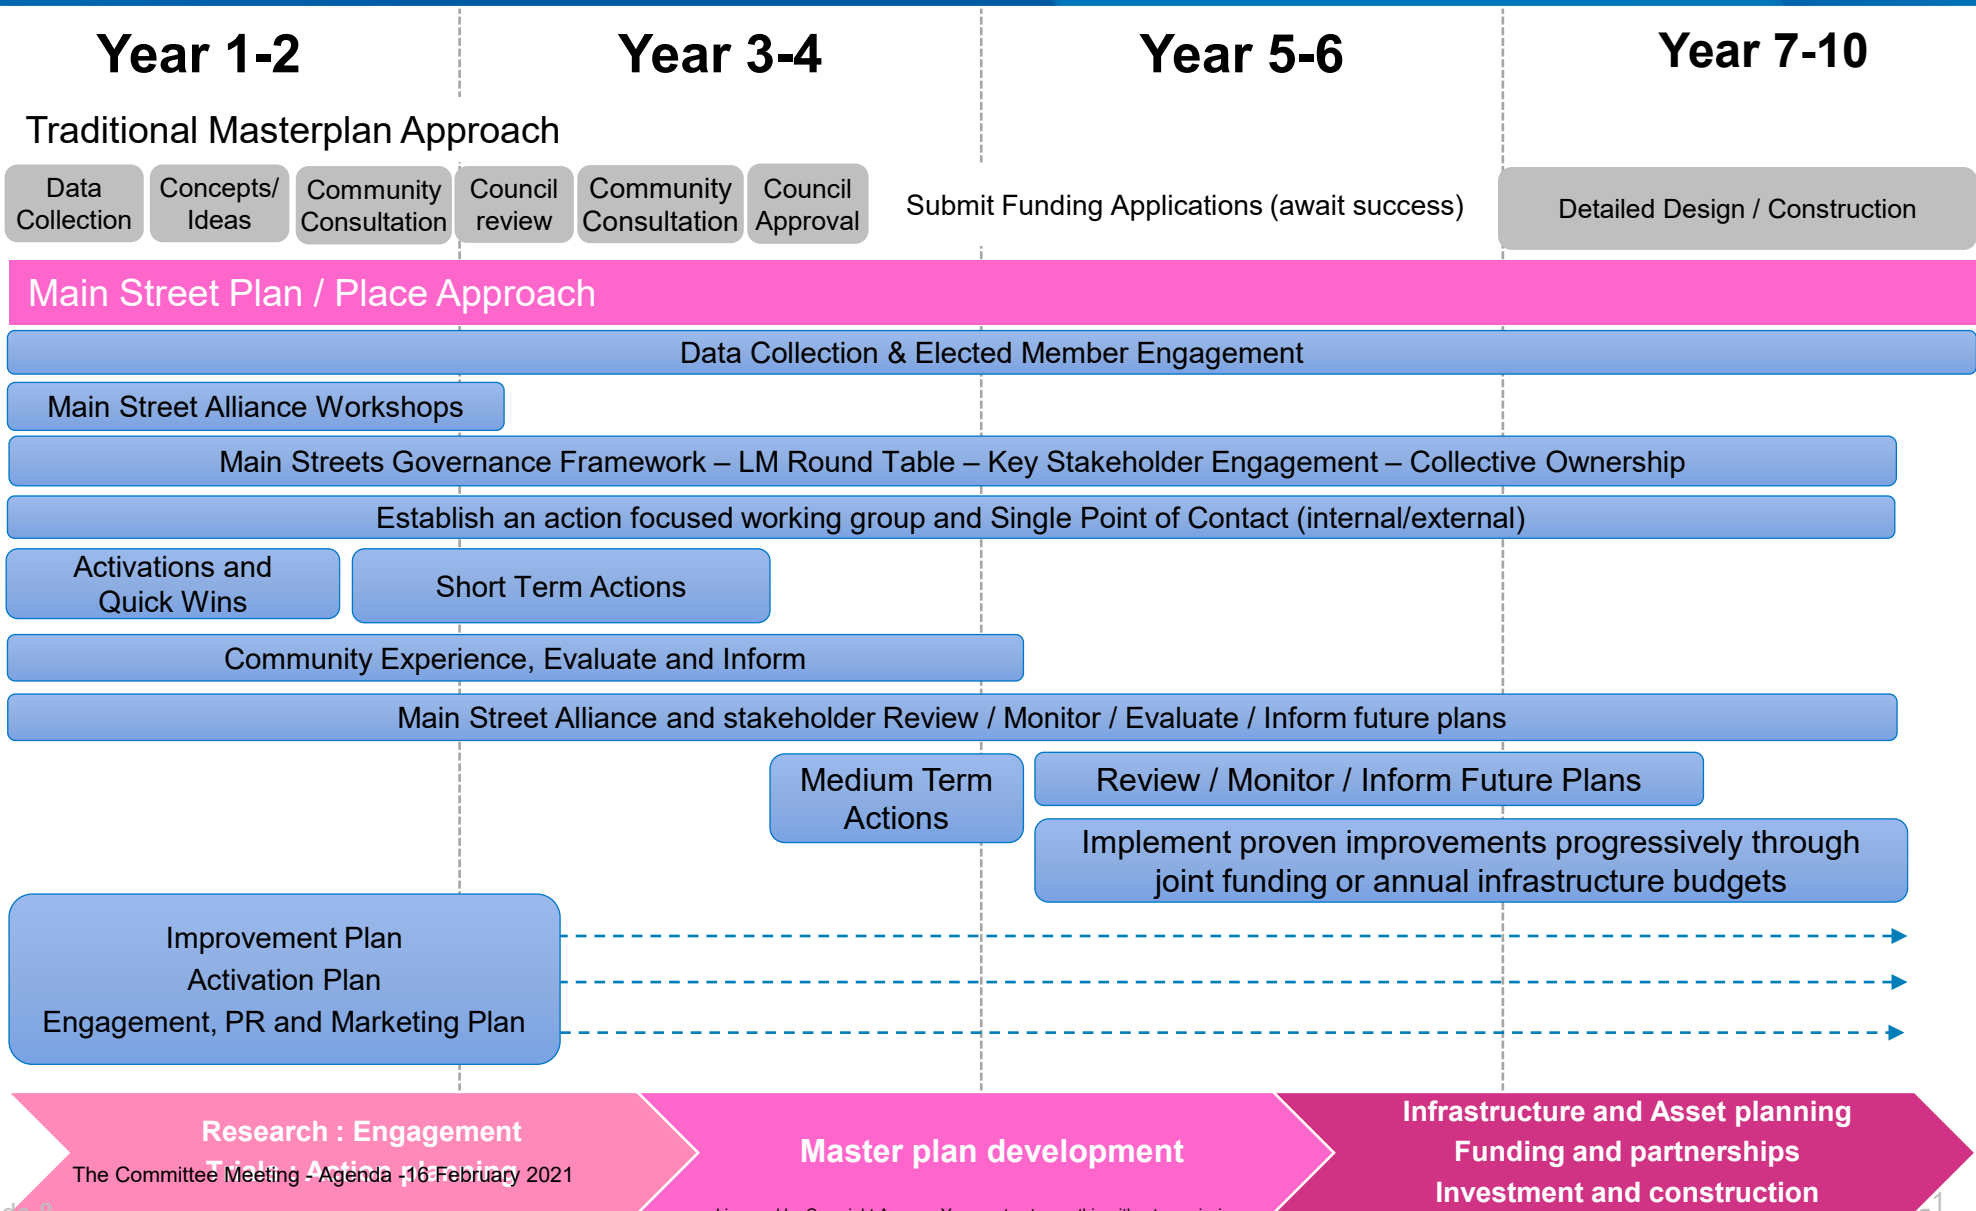 Year 1-2
Year 3-4
Year 5-6
Year 7-10
Traditional Masterplan Approach
Data
Collection
Concepts/
Ideas
Community
Consultation
Council
review
Community
Consultation
Council
Approval
Submit Funding Applications (await success)
Detailed Design / Construction
Main Street Plan / Place Approach
Data Collection & Elected Member Engagement
Main Street Alliance Workshops
Main Streets Governance Framework – LM Round Table – Key Stakeholder Engagement – Collective Ownership
Establish an action focused working group and Single Point of Contact (internal/external)
Activations and
Quick Wins
Short Term Actions
Community Experience, Evaluate and Inform
Main Street Alliance and stakeholder Review / Monitor / Evaluate / Inform future plans
Medium Term
Actions
Review / Monitor / Inform Future Plans
Implement proven improvements progressively through
joint funding or annual infrastructure budgets
Improvement Plan
Activation Plan
Engagement, PR and Marketing Plan
Research : Engagement
Trials : Action planning
The Committee Meeting - Agenda - 16 February 2021
Master plan development
Infrastructure and Asset planning
Funding and partnerships
Investment and construction